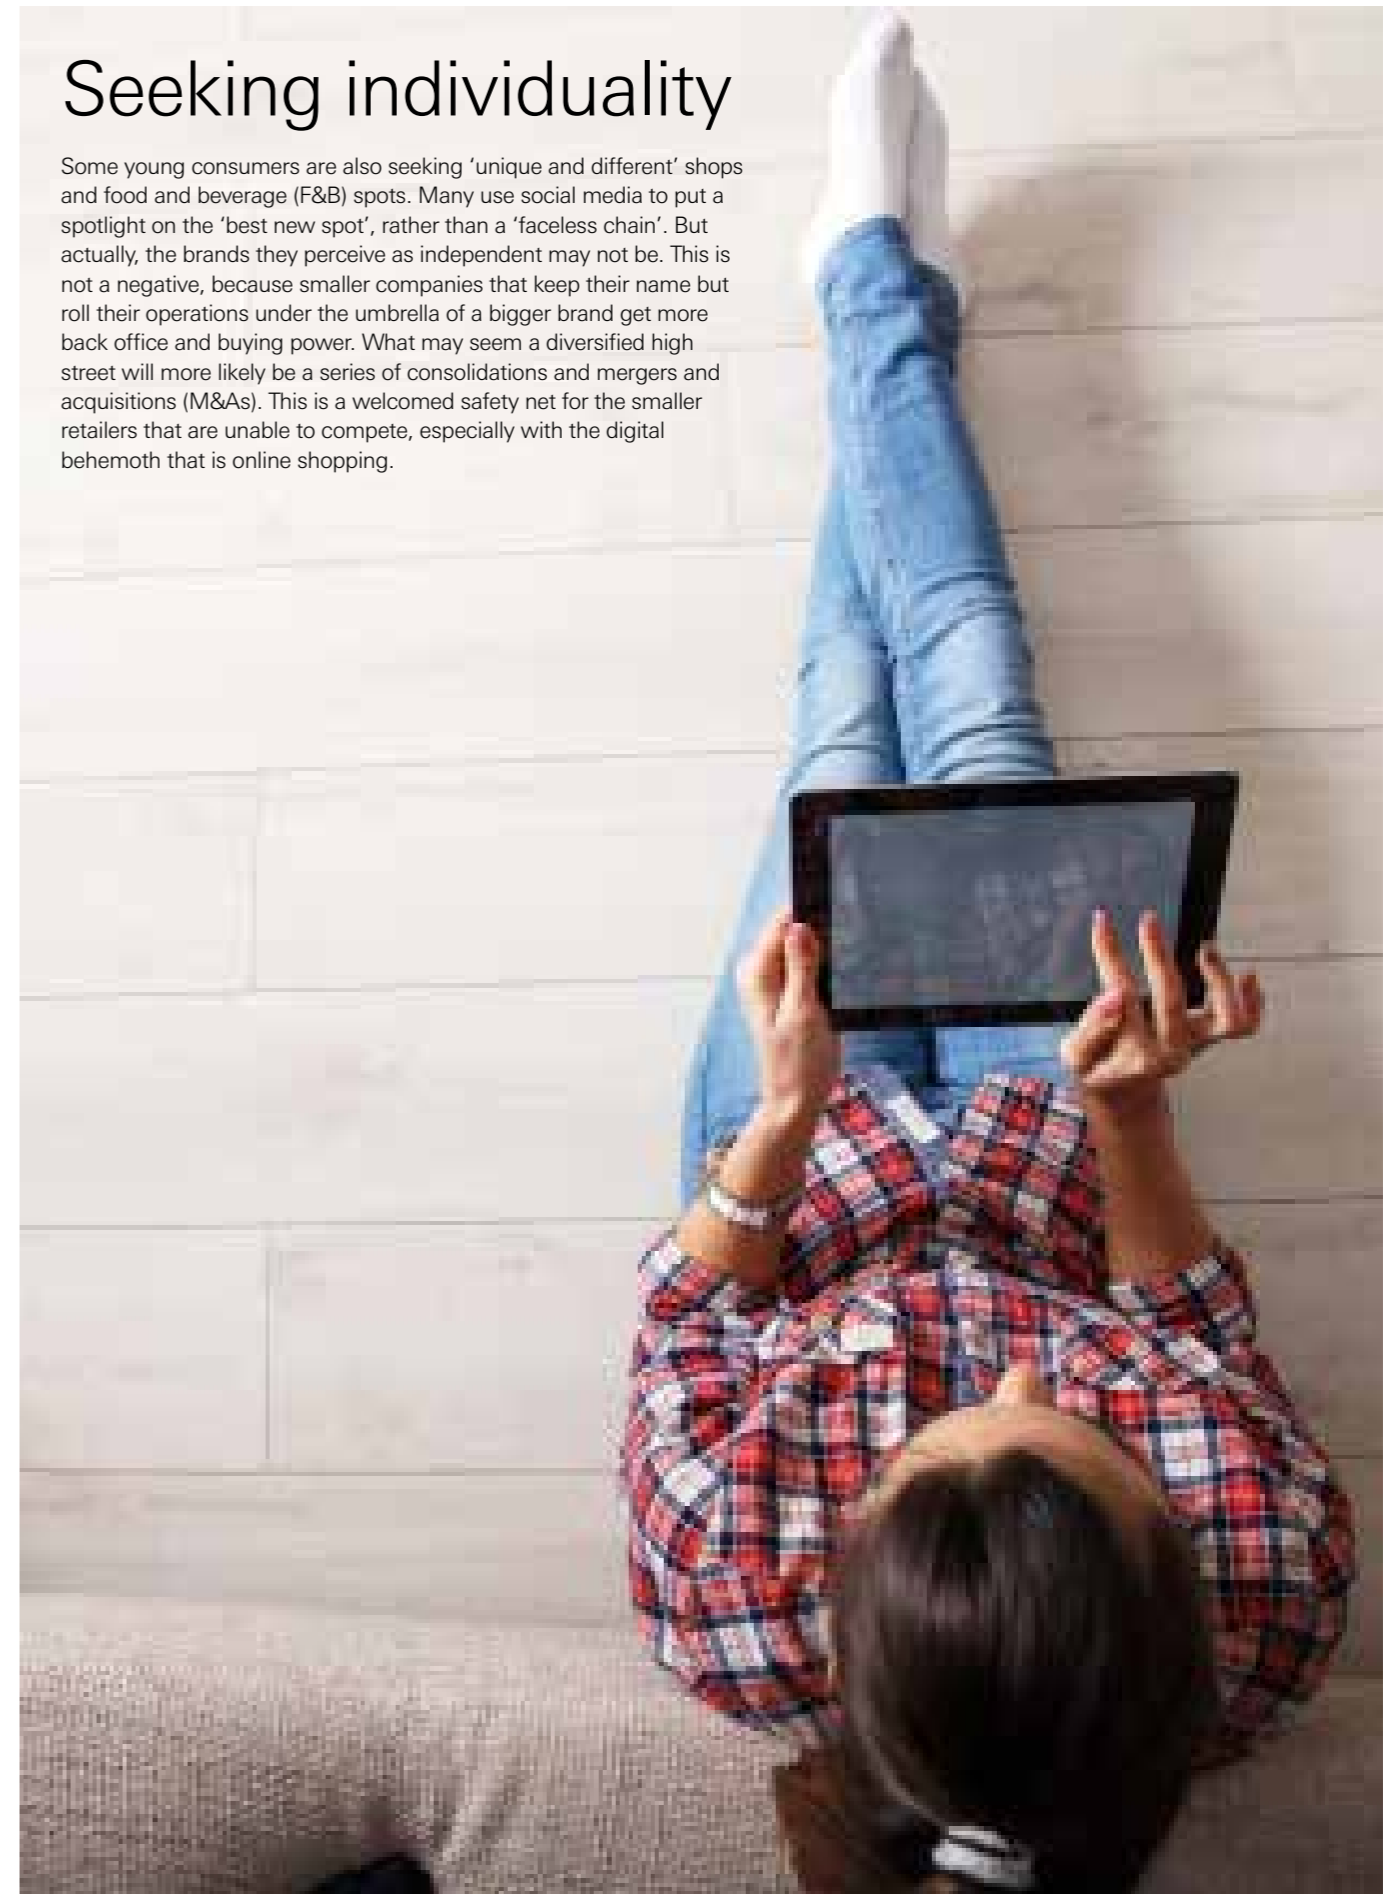 Seeking individuality
Some young consumers are also seeking ‘unique and different’ shops
and food and beverage (F&B) spots. Many use social media to put a
spotlight on the ‘best new spot’, rather than a ‘faceless chain’. But
actually, the brands they perceive as independent may not be. This is
not a negative, because smaller companies that keep their name but
roll their operations under the umbrella of a bigger brand get more
back office and buying power. What may seem a diversified high
street will more likely be a series of consolidations and mergers and
acquisitions (M&As). This is a welcomed safety net for the smaller
retailers that are unable to compete, especially with the digital
behemoth that is online shopping.